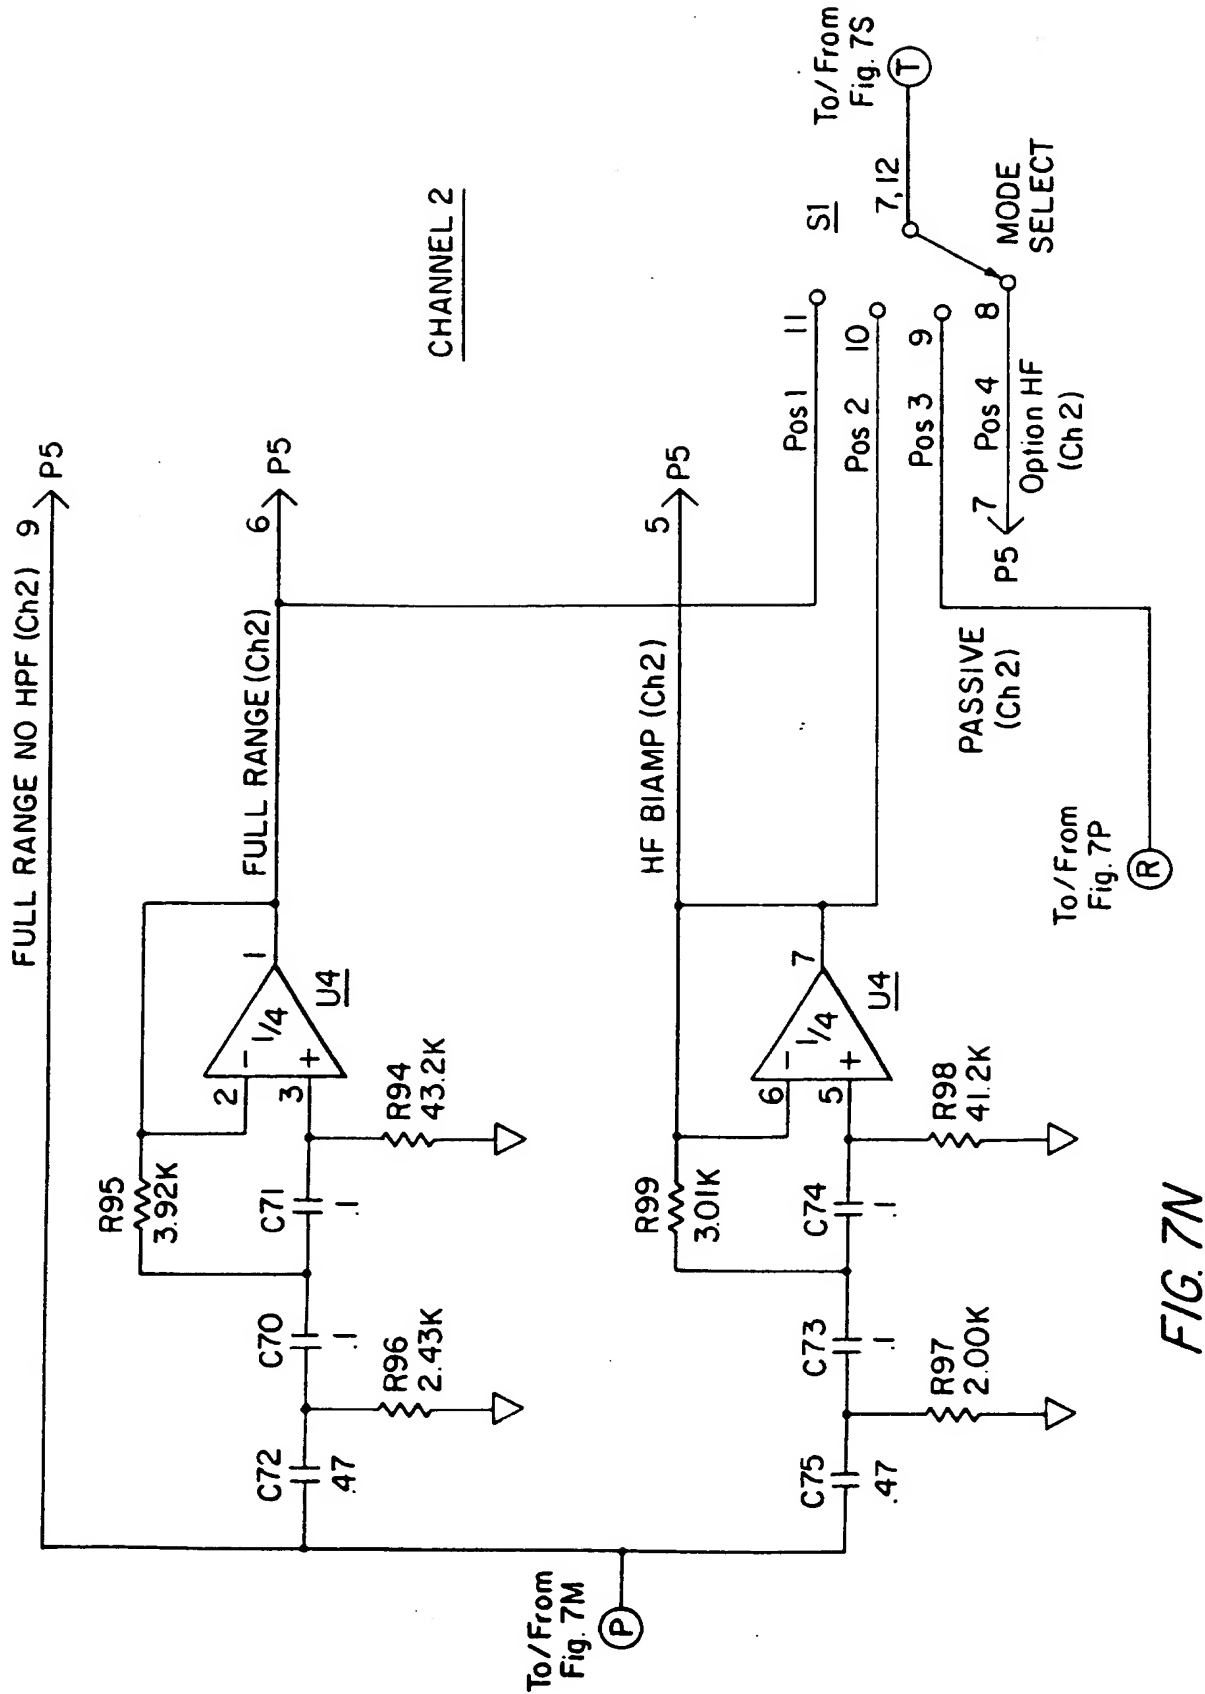 FULL RANGE NO HPF (Ch2) 9
P5
R95
3.92K
C72
.47
C70
.1
C71
.1
R96
2.43K
R94
43.2K
2
3
-
+
1/4
1
U4
FULL RANGE (Ch2)
6
P5
CHANNEL 2
To/From
Fig. 7M
P
R99
3.01K
C75
.47
C73
.1
C74
.1
R97
2.00K
R98
41.2K
6
5
-
+
1/4
7
U4
HF BIAMP (Ch2)
5
P5
Pos 1
11
Pos 2
10
Pos 3
9
Pos 4
8
S1
7, 12
To/From
Fig. 7S
T
MODE
SELECT
P5
7
Option HF
(Ch 2)
PASSIVE
(Ch 2)
To/From
Fig. 7P
R
FIG. 7N